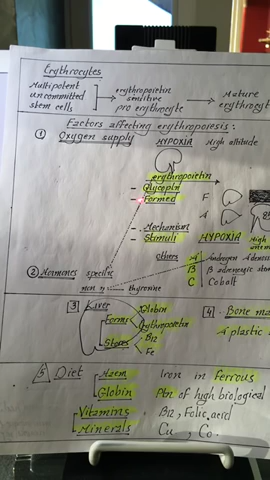 Erythrocytes
Multipotent
uncommitted
stem cells
erythropoietin
sensitive
pro erythrocyte
Mature
erythrocyt
Factors affecting erythropoiesis:
① Oxygen supply HYPOXIA High altitude
erythropoietin
- Glycoptn F
- Formed A
- Mechanism
- Stimuli HYPOXIA
others A Androgen
B β adrenergic stim
C Cobalt
② Hormones specific
non thyroxine
3 Liver
Forms Globin
erythropoietin
Stores B12
Fe
4 Bone ma
A plastic
5 Diet Haem Iron in ferrous
Globin Ptn of high biological
Vitamins B12, Folic acid
Minerals Cu, Co.